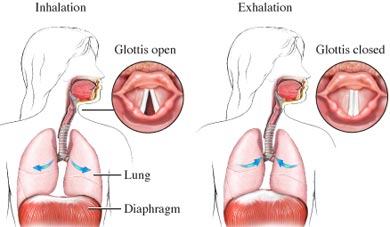 Inhalation
Exhalation
Glottis open
Glottis closed
Lung
Diaphragm